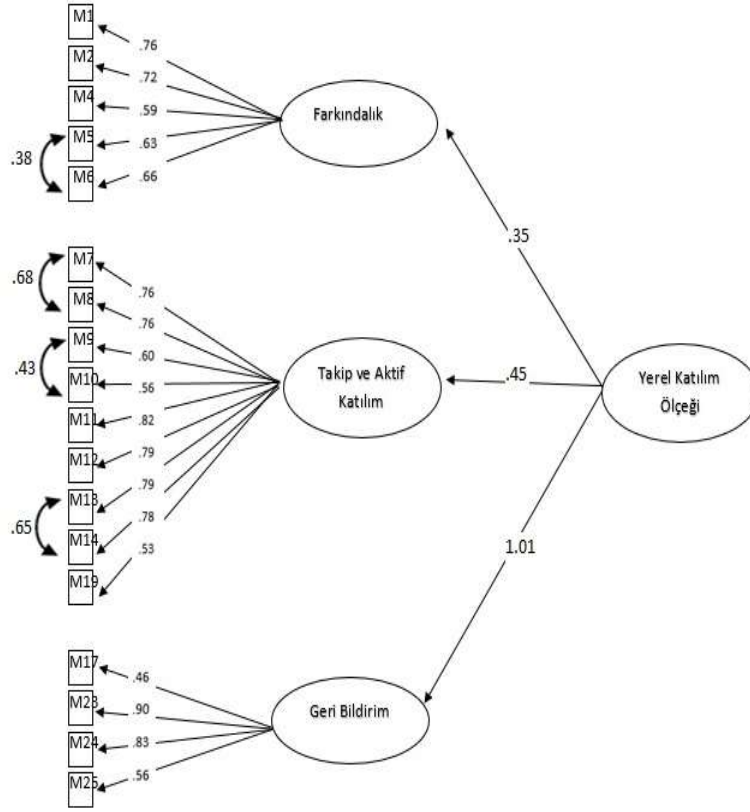 M1
M2
M4
M5
M6
.38
.76
.72
.59
.63
.66
Farkındalık
.35
M7
M8
M9
M10
M11
M12
M13
M14
M19
.68
.43
.65
.76
.76
.60
.56
.82
.79
.79
.78
.53
Takip ve Aktif
Katılım
.45
Yerel Katılım
Ölçeği
1.01
M17
M23
M24
M25
.46
.90
.83
.56
Geri Bildirim